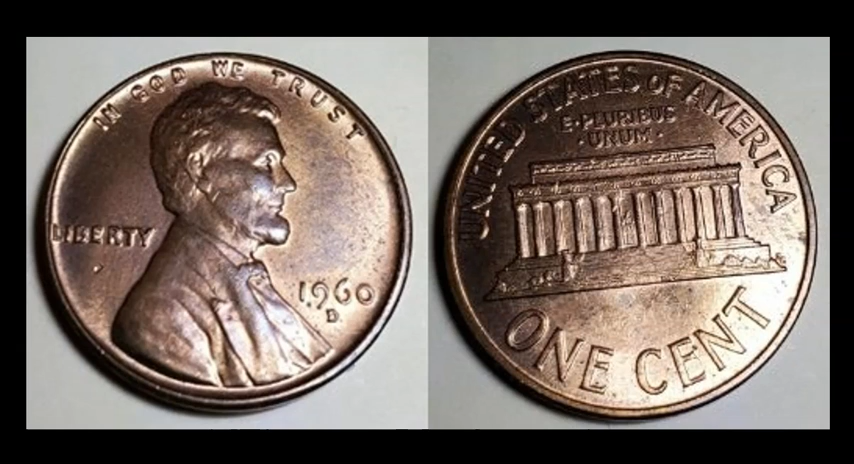 IN GOD WE TRUST
LIBERTY
1960
D
UNITED STATES OF AMERICA
E·PLURIBUS
·UNUM·
ONE CENT